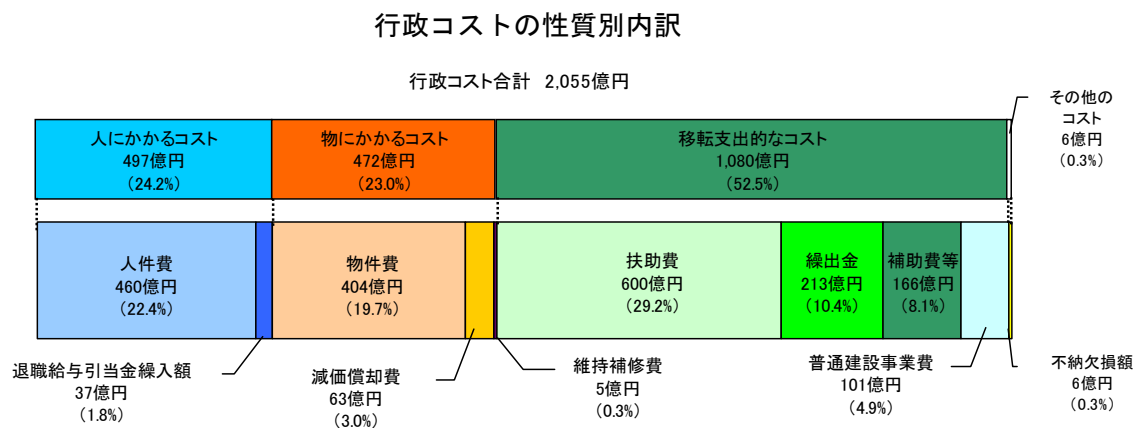 行政コストの性質別内訳
行政コスト合計 2,055億円
人にかかるコスト
497億円
(24.2%)
物にかかるコスト
472億円
(23.0%)
移転支出的なコスト
1,080億円
(52.5%)
その他の
コスト
6億円
(0.3%)
人件費
460億円
(22.4%)
物件費
404億円
(19.7%)
扶助費
600億円
(29.2%)
繰出金
213億円
(10.4%)
補助費等
166億円
(8.1%)
退職給与引当金繰入額
37億円
(1.8%)
減価償却費
63億円
(3.0%)
維持補修費
5億円
(0.3%)
普通建設事業費
101億円
(4.9%)
不納欠損額
6億円
(0.3%)